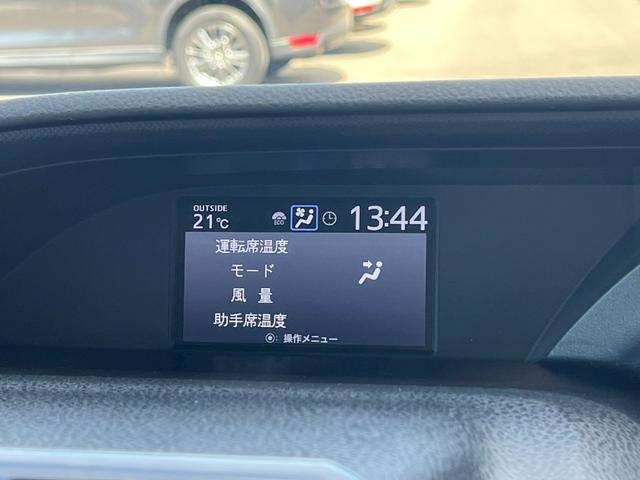 OUTSIDE
21℃ ECO 13:44
運転席温度
モード
風量
助手席温度
◉: 操作メニュー